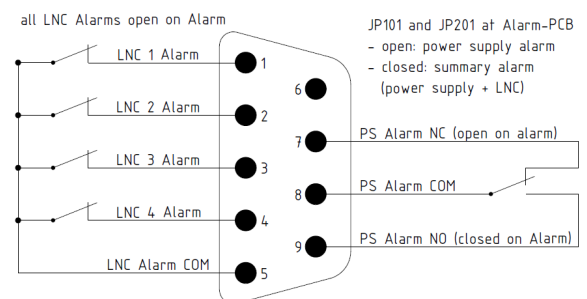 all LNC Alarms open on Alarm
LNC 1 Alarm
1
LNC 2 Alarm
2
LNC 3 Alarm
3
LNC 4 Alarm
4
LNC Alarm COM
5
6
7
8
9
JP101 and JP201 at Alarm-PCB
- open: power supply alarm
- closed: summary alarm
(power supply + LNC)
PS Alarm NC (open on alarm)
PS Alarm COM
PS Alarm NO (closed on Alarm)